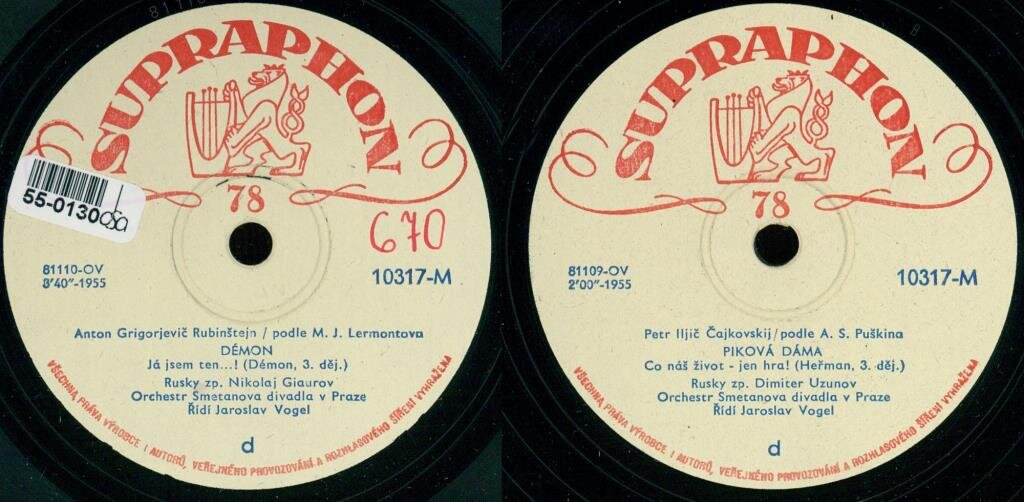 SUPRAPHON
78
55-0130
670
81110-OV
3'40"-1955
10317-M
Anton Grigorjevič Rubinštejn / podle M. J. Lermontova
DÉMON
Já jsem ten...! (Démon, 3. děj.)
Rusky zp. Nikolaj Giaurov
Orchestr Smetanova divadla v Praze
Řídí Jaroslav Vogel
d
VŠECHNA PRÁVA VÝROBCE I AUTORŮ, VEŘEJNÉHO PROVOZOVÁNÍ A ROZHLASOVÉHO ŠÍŘENÍ VYHRAŽENA
SUPRAPHON
78
81109-OV
2'00"-1955
10317-M
Petr Iljič Čajkovskij/podle A. S. Puškina
PIKOVÁ DÁMA
Co náš život - jen hra! (Heřman, 3. děj.)
Rusky zp. Dimiter Uzunov
Orchestr Smetanova divadla v Praze
Řídí Jaroslav Vogel
d
VŠECHNA PRÁVA VÝROBCE I AUTORŮ, VEŘEJNÉHO PROVOZOVÁNÍ A ROZHLASOVÉHO ŠÍŘENÍ VYHRAŽENA